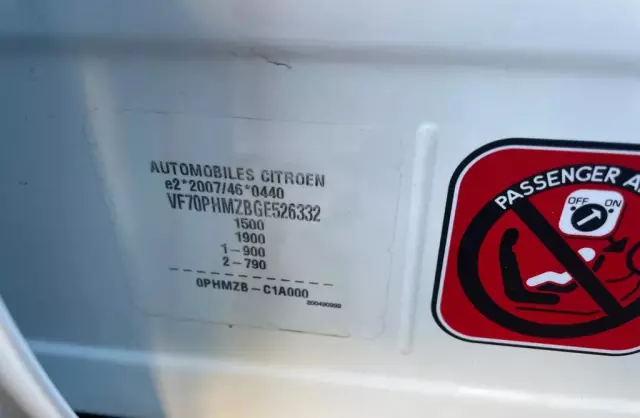 AUTOMOBILES CITROEN
e2*2007/46*0440
VF70PHMZBGE526332
1500
1900
1-900
2-790
0PHMZB-C1A000
PASSENGER A
OFF ON